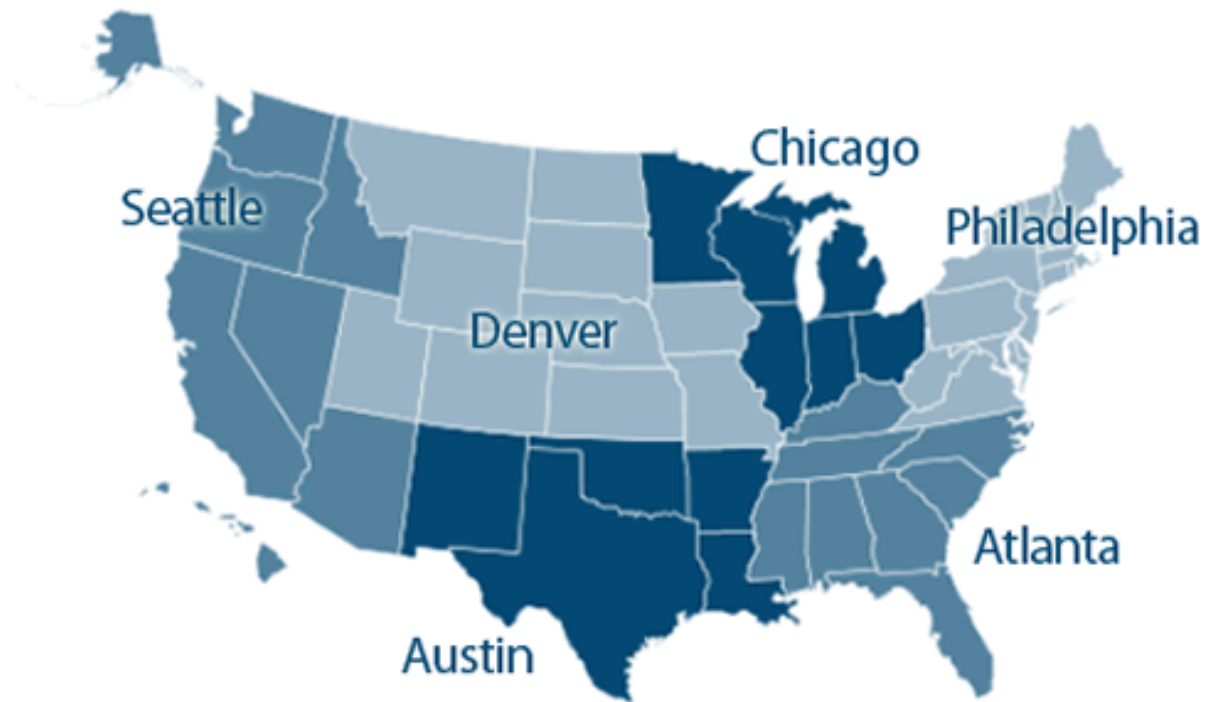 Chicago
Seattle
Philadelphia
Denver
Atlanta
Austin